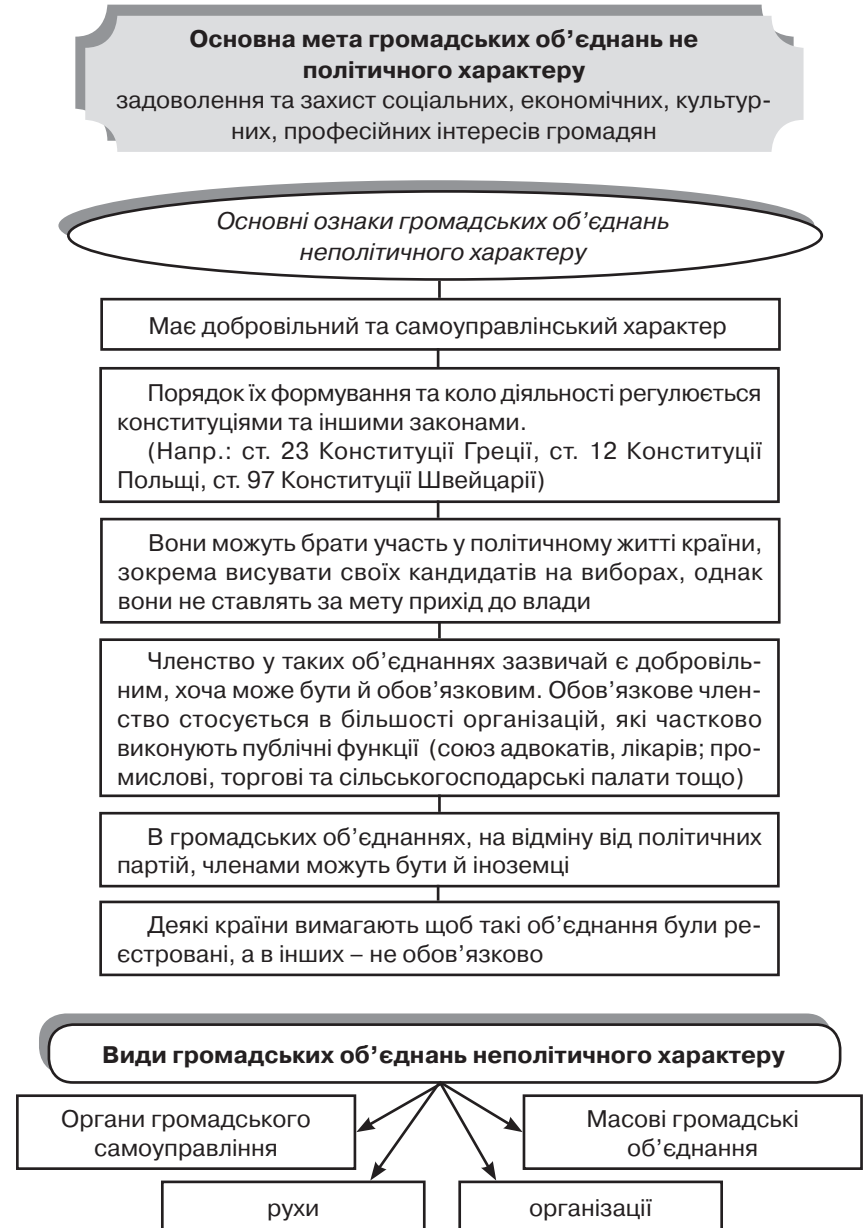 Основна мета громадських об’єднань не
політичного характеру
задоволення та захист соціальних, економічних, культур-
них, професійних інтересів громадян
Основні ознаки громадських об’єднань
неполітичного характеру
Має добровільний та самоуправлінський характер
Порядок їх формування та коло діяльності регулюється
конституціями та іншими законами.
(Напр.: ст. 23 Конституції Греції, ст. 12 Конституції
Польщі, ст. 97 Конституції Швейцарії)
Вони можуть брати участь у політичному житті країни,
зокрема висувати своїх кандидатів на виборах, однак
вони не ставлять за мету прихід до влади
Членство у таких об’єднаннях зазвичай є добровіль-
ним, хоча може бути й обов’язковим. Обов’язкове член-
ство стосується в більшості організацій, які частково
виконують публічні функції (союз адвокатів, лікарів; про-
мислові, торгові та сільськогосподарські палати тощо)
В громадських об’єднаннях, на відміну від політичних
партій, членами можуть бути й іноземці
Деякі країни вимагають щоб такі об’єднання були ре-
єстровані, а в інших – не обов’язково
Види громадських об’єднань неполітичного характеру
Органи громадського
самоуправління
Масові громадські
об’єднання
рухи
організації